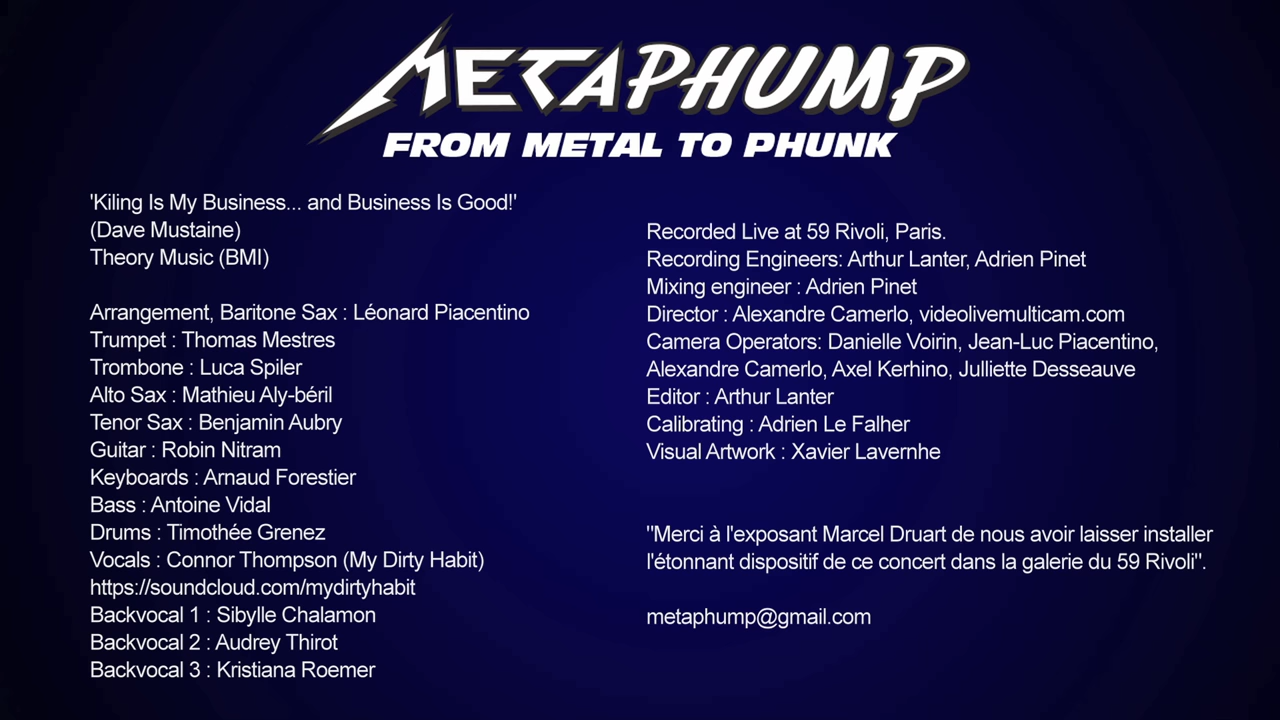 METAPHUMP
FROM METAL TO PHUNK
'Kiling Is My Business... and Business Is Good!'
(Dave Mustaine)
Theory Music (BMI)
Arrangement, Baritone Sax : Léonard Piacentino
Trumpet : Thomas Mestres
Trombone : Luca Spiler
Alto Sax : Mathieu Aly-béril
Tenor Sax : Benjamin Aubry
Guitar : Robin Nitram
Keyboards : Arnaud Forestier
Bass : Antoine Vidal
Drums : Timothée Grenez
Vocals : Connor Thompson (My Dirty Habit)
https://soundcloud.com/mydirtyhabit
Backvocal 1 : Sibylle Chalamon
Backvocal 2 : Audrey Thirot
Backvocal 3 : Kristiana Roemer
Recorded Live at 59 Rivoli, Paris.
Recording Engineers: Arthur Lanter, Adrien Pinet
Mixing engineer : Adrien Pinet
Director : Alexandre Camerlo, videolivemulticam.com
Camera Operators: Danielle Voirin, Jean-Luc Piacentino,
Alexandre Camerlo, Axel Kerhino, Julliette Desseauve
Editor : Arthur Lanter
Calibrating : Adrien Le Falher
Visual Artwork : Xavier Lavernhe
"Merci à l'exposant Marcel Druart de nous avoir laisser installer
l'étonnant dispositif de ce concert dans la galerie du 59 Rivoli".
metaphump@gmail.com